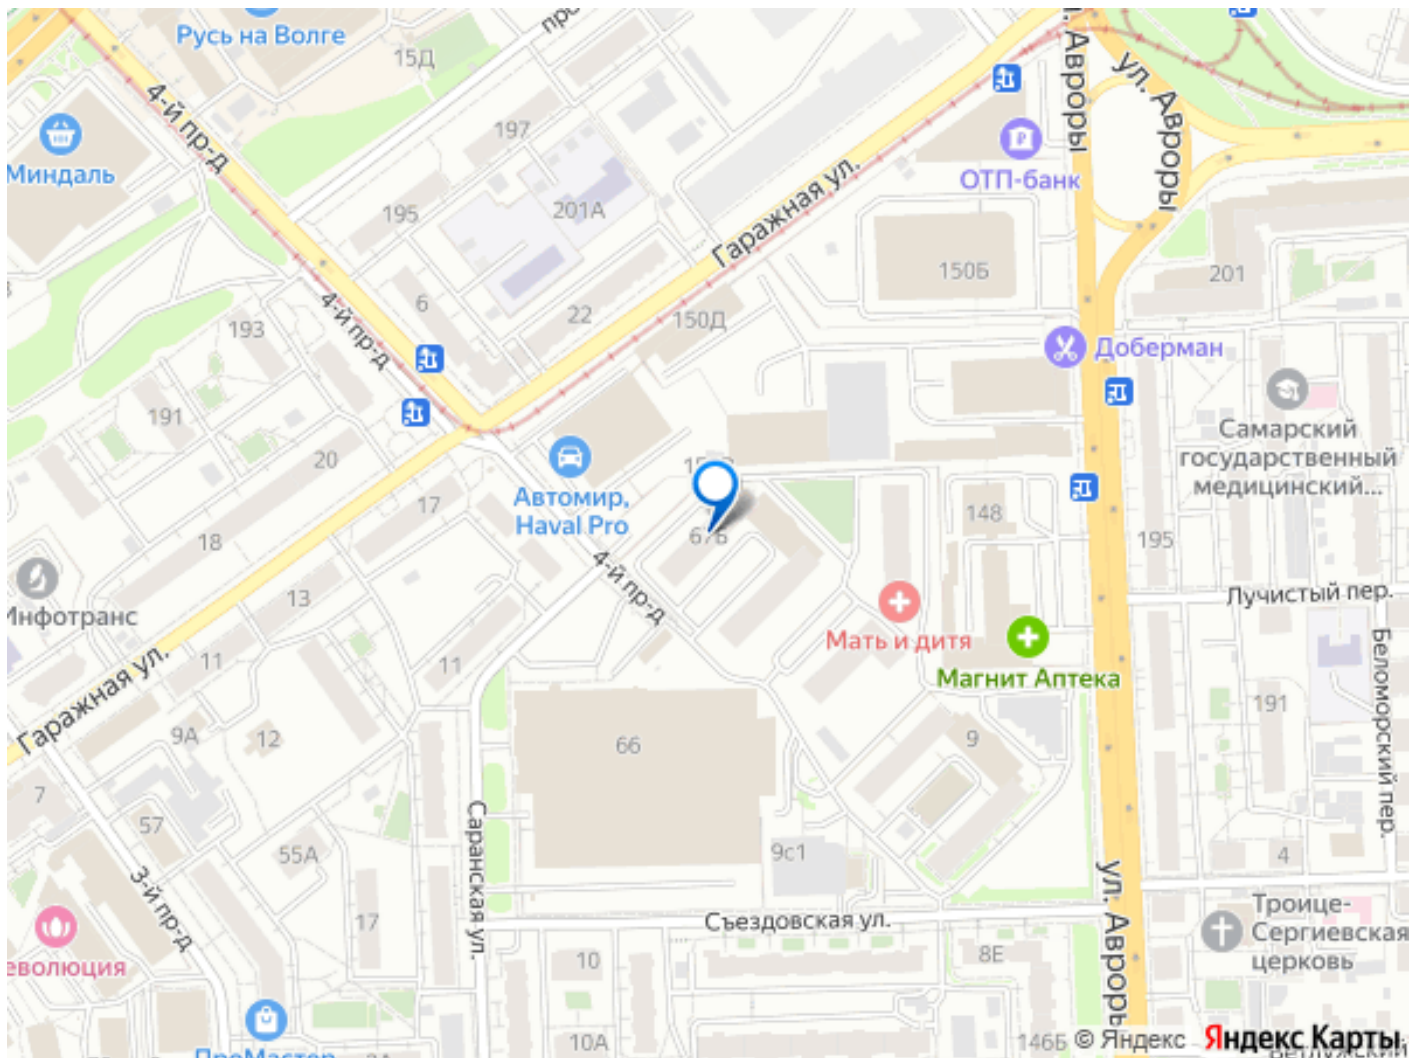 Русь на Волге
15Д
4-й пр-д
ул. Авроры
Авроры
197
Миндаль
ОТП-банк
195
201А
Гаражная ул.
150Б
201
6
22
150Д
4-й пр-д
193
Доберман
191
Самарский
государственный
медицинский...
20
Автомир,
Haval Pro
17
148
67Б
195
18
4-й пр-д
13
Лучистый пер.
Мать и дитя
Магнит Аптека
Беломорский пер.
11
11
Гаражная ул.
9А
12
66
9
191
7
57
55А
Саранская ул.
9с1
4
3-й пр-д
17
Съездовская ул.
ул. Авроры
Троице-
Сергиевская
церковь
10
8Е
ПроМастер
10А
146Б
© Яндекс
Яндекс Карты